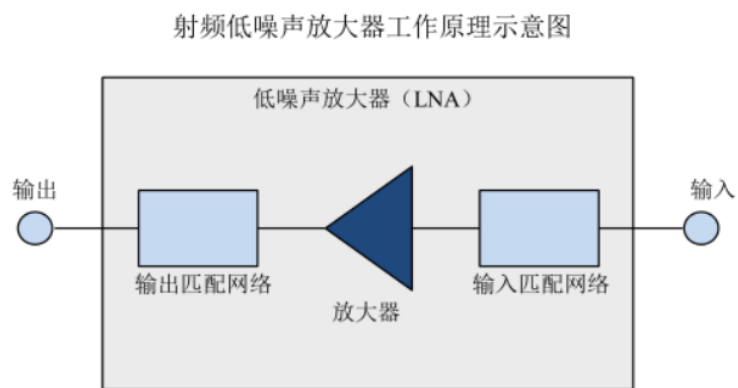 射频低噪声放大器工作原理示意图
低噪声放大器（LNA）
输出
输入
输出匹配网络
输入匹配网络
放大器